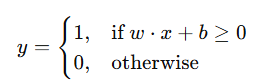 y = { 1, if w · x + b ≥ 0
0, otherwise